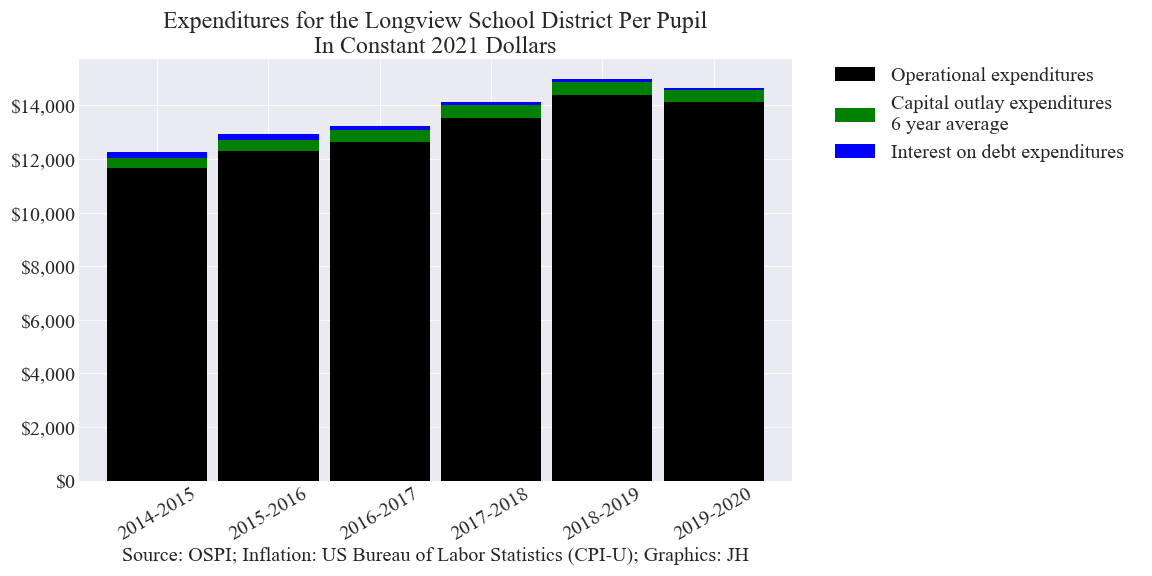 Expenditures for the Longview School District Per Pupil
In Constant 2021 Dollars
Operational expenditures
Capital outlay expenditures
6 year average
Interest on debt expenditures
$14,000
$12,000
$10,000
$8,000
$6,000
$4,000
$2,000
$0
2014-2015
2015-2016
2016-2017
2017-2018
2018-2019
2019-2020
Source: OSPI; Inflation: US Bureau of Labor Statistics (CPI-U); Graphics: JH